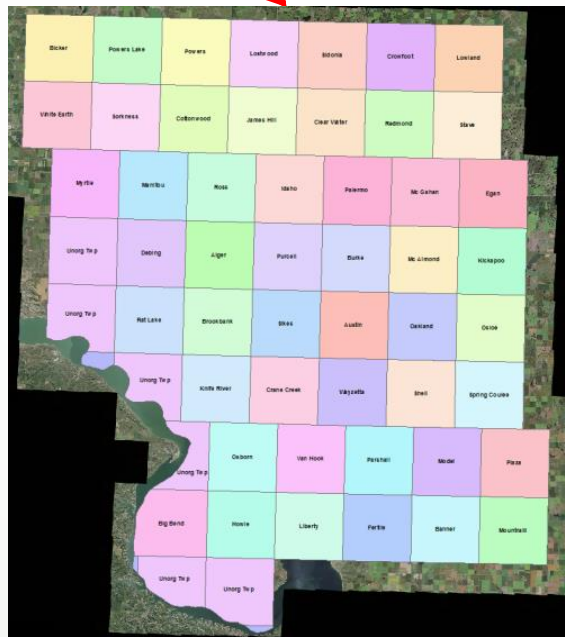 Bicker
Powers Lake
Powers
Lostwood
Sidonia
Crowfoot
Lowland
White Earth
Sorkness
Cottonwood
James Hill
Clear Water
Redmond
Stave
Myrtle
Manitou
Ross
Idaho
Palermo
Mc Gahan
Egan
Unorg Twp
Debing
Alger
Purcell
Burke
Mc Almond
Kickapoo
Unorg Twp
Rat Lake
Brookbank
Sikes
Austin
Oakland
Osloe
Unorg Twp
Knife River
Crane Creek
Wayzetta
Shell
Spring Coulee
Unorg Twp
Osborn
Van Hook
Parshall
Model
Plaza
Big Bend
Howie
Liberty
Fertile
Banner
Mountrail
Unorg Twp
Unorg Twp